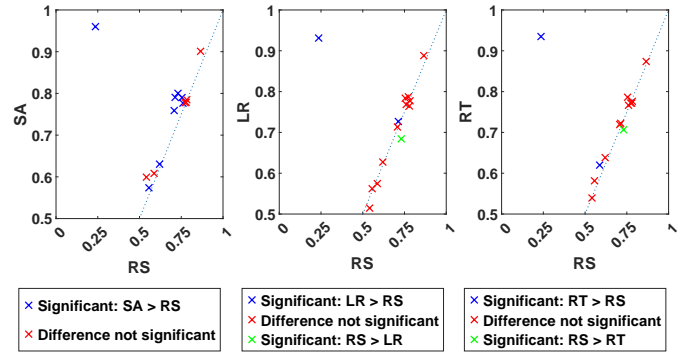 1
0.9
0.8
0.7
0.6
0.5
SA
0
0.25
0.5
0.75
1
RS
× Significant: SA > RS
× Difference not significant
1
0.9
0.8
0.7
0.6
0.5
LR
0
0.25
0.5
0.75
1
RS
× Significant: LR > RS
× Difference not significant
× Significant: RS > LR
1
0.9
0.8
0.7
0.6
0.5
RT
0
0.25
0.5
0.75
1
RS
× Significant: RT > RS
× Difference not significant
× Significant: RS > RT